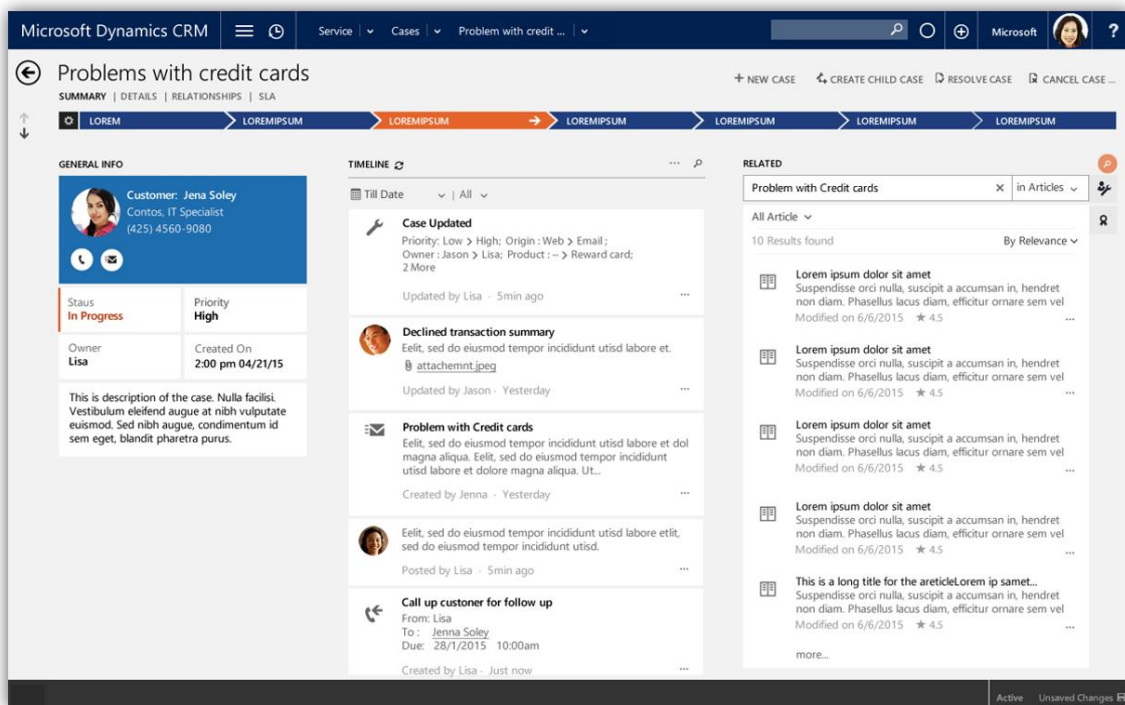 Microsoft Dynamics CRM
Service
Cases
Problem with credit ...
Microsoft
?
Problems with credit cards
SUMMARY | DETAILS | RELATIONSHIPS | SLA
+ NEW CASE
CREATE CHILD CASE
RESOLVE CASE
CANCEL CASE ...
LOREM
LOREMIPSUM
LOREMIPSUM
LOREMIPSUM
LOREMIPSUM
LOREMIPSUM
LOREMIPSUM
GENERAL INFO
Customer: Jena Soley
Contos, IT Specialist
(425) 4560-9080
Staus
In Progress
Priority
High
Owner
Lisa
Created On
2:00 pm 04/21/15
This is description of the case. Nulla facilisi.
Vestibulum eleifend augue at nibh vulputate
euismod. Sed nibh augue, condimentum id
sem eget, blandit pharetra purus.
TIMELINE
...
Till Date
| All
Case Updated
Priority: Low > High; Origin : Web > Email ;
Owner : Jason > Lisa; Product : -- > Reward card;
2 More
Updated by Lisa · 5min ago
...
Declined transaction summary
Eelit, sed do eiusmod tempor incididunt utisd labore et.
attachemnt.jpeg
Updated by Jason · Yesterday
...
Problem with Credit cards
Eelit, sed do eiusmod tempor incididunt utisd labore et dol
magna aliqua. Eelit, sed do eiusmod tempor incididunt
utisd labore et dolore magna aliqua. Ut...
Created by Jenna · Yesterday
...
Eelit, sed do eiusmod tempor incididunt utisd labore etlit,
sed do eiusmod tempor incididunt utisd.
Posted by Lisa · 5min ago
...
Call up custoner for follow up
From: Lisa
To : Jenna Soley
Due: 28/1/2015 10:00am
Created by Lisa · Just now
...
RELATED
Problem with Credit cards
in Articles
All Article
10 Results found
By Relevance
Lorem ipsum dolor sit amet
Suspendisse orci nulla, suscipit a accumsan in, hendret
non diam. Phasellus lacus diam, efficitur ornare sem vel
Modified on 6/6/2015 ★ 4.5
...
Lorem ipsum dolor sit amet
Suspendisse orci nulla, suscipit a accumsan in, hendret
non diam. Phasellus lacus diam, efficitur ornare sem vel
Modified on 6/6/2015 ★ 4.5
...
Lorem ipsum dolor sit amet
Suspendisse orci nulla, suscipit a accumsan in, hendret
non diam. Phasellus lacus diam, efficitur ornare sem vel
Modified on 6/6/2015 ★ 4.5
...
Lorem ipsum dolor sit amet
Suspendisse orci nulla, suscipit a accumsan in, hendret
non diam. Phasellus lacus diam, efficitur ornare sem vel
Modified on 6/6/2015 ★ 4.5
...
This is a long title for the areticleLorem ip samet...
Suspendisse orci nulla, suscipit a accumsan in, hendret
non diam. Phasellus lacus diam, efficitur ornare sem vel
Modified on 6/6/2015 ★ 4.5
...
more...
Active
Unsaved Changes